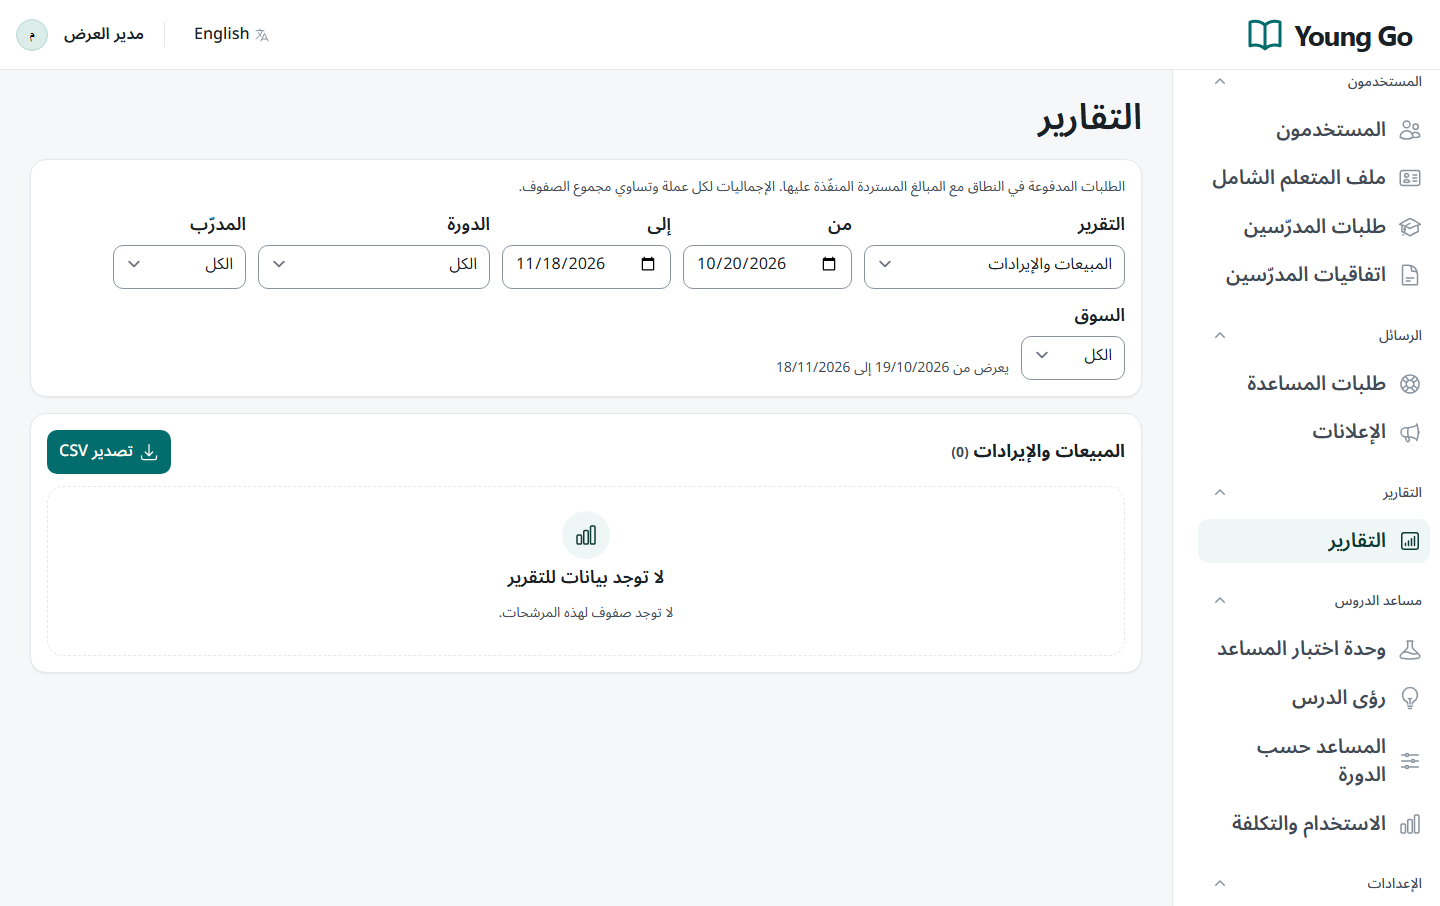 Young Go
English
مدير العرض
م
المستخدمون
المستخدمون
ملف المتعلم الشامل
طلبات المدرّسين
اتفاقيات المدرّسين
الرسائل
طلبات المساعدة
الإعلانات
التقارير
التقارير
مساعد الدروس
وحدة اختبار المساعد
رؤى الدرس
المساعد حسب
الدورة
الاستخدام والتكلفة
الإعدادات
التقارير
الطلبات المدفوعة في النطاق مع المبالغ المستردة المنفّذة عليها. الإجماليات لكل عملة وتساوي مجموع الصفوف.
التقرير
المبيعات والإيرادات
من
10/20/2026
إلى
11/18/2026
الدورة
الكل
المدرّب
الكل
السوق
الكل
يعرض من 19/10/2026 إلى 18/11/2026
المبيعات والإيرادات (0)
تصدير CSV
لا توجد بيانات للتقرير
لا توجد صفوف لهذه المرشحات.